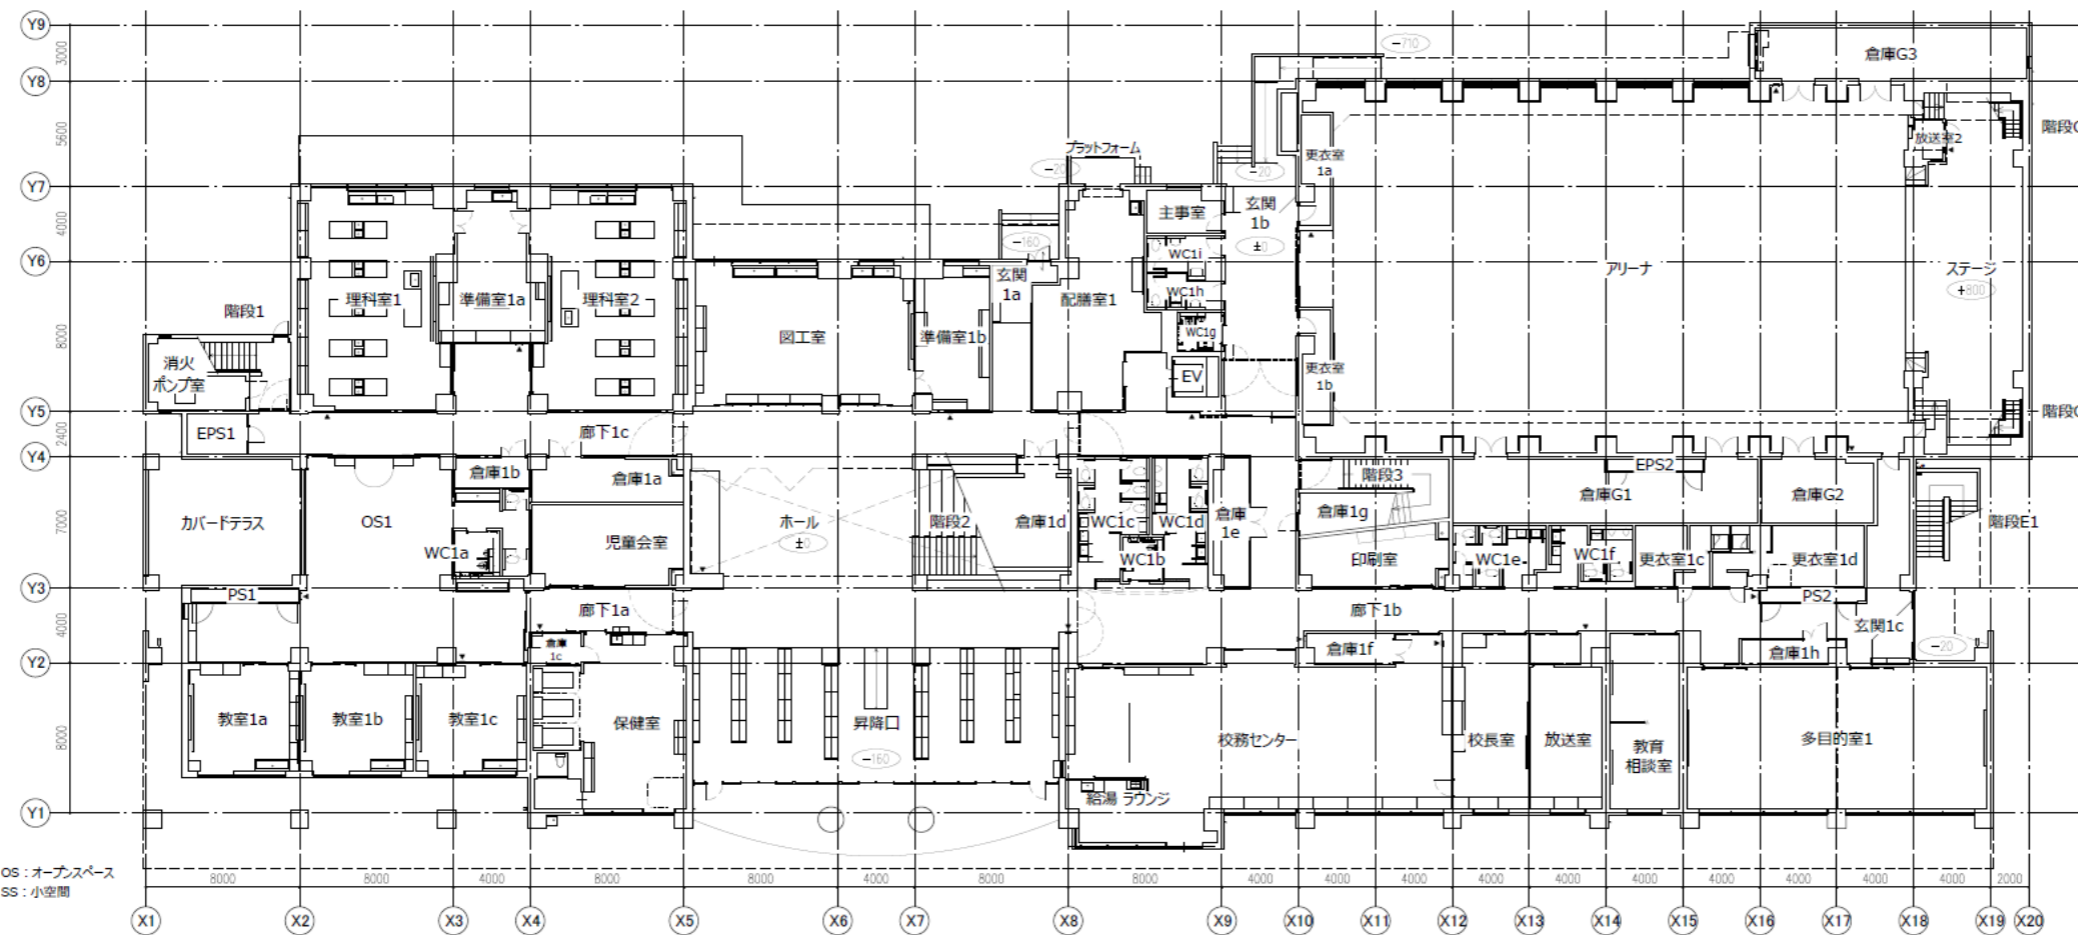 Y9
3000
倉庫G3
-710
Y8
5600
階段G
放送室2
プラットフォーム
更衣室
1a
-20
-20
Y7
4000
主事室
玄関
1b
±0
-160
WC1i
Y6
理科室1
準備室1a
理科室2
玄関
1a
配膳室1
WC1h
アリーナ
ステージ
+800
階段1
8000
図工室
準備室1b
WC1g
消火
ポンプ室
EV
更衣室
1b
Y5
階段G
2400
EPS1
廊下1c
Y4
倉庫1b
倉庫1a
階段3
EPS2
倉庫G1
倉庫G2
7000
カバードテラス
OS1
ホール
±0
階段2
倉庫1d
WC1c
WC1d
倉庫
1e
倉庫1g
階段E1
WC1a
児童会室
WC1b
印刷室
WC1e
WC1f
更衣室1c
更衣室1d
Y3
PS1
廊下1a
廊下1b
PS2
4000
倉庫
1c
倉庫1f
玄関1c
-20
倉庫1h
Y2
8000
教室1a
教室1b
教室1c
保健室
昇降口
-160
校務センター
校長室
放送室
教育
相談室
多目的室1
給湯 ラウンジ
Y1
OS：オープンスペース
SS：小空間
8000
8000
4000
8000
8000
4000
8000
8000
4000
4000
4000
4000
4000
4000
4000
4000
4000
4000
2000
X1
X2
X3
X4
X5
X6
X7
X8
X9
X10
X11
X12
X13
X14
X15
X16
X17
X18
X19
X20